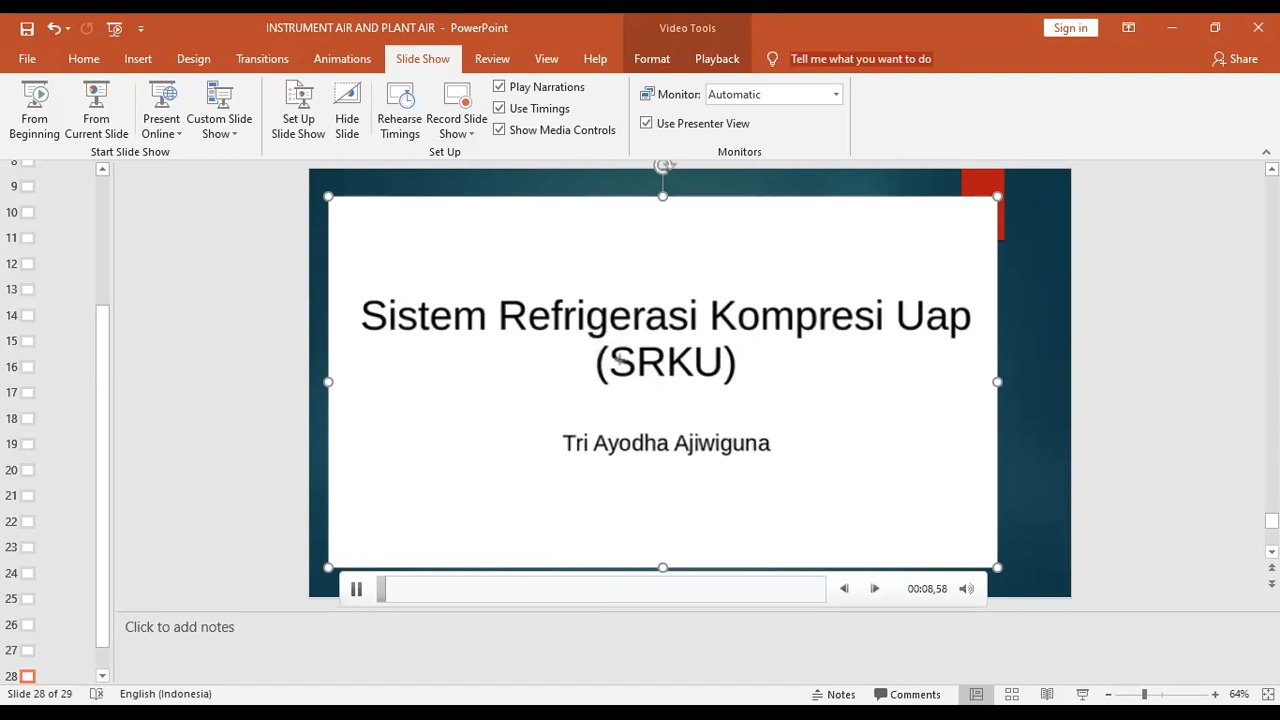 INSTRUMENT AIR AND PLANT AIR - PowerPoint
Video Tools
Sign in
File
Home
Insert
Design
Transitions
Animations
Slide Show
Review
View
Help
Format
Playback
Tell me what you want to do
Share
From Beginning
From Current Slide
Present Online
Custom Slide Show
Set Up Slide Show
Hide Slide
Rehearse Timings
Record Slide Show
Play Narrations
Use Timings
Show Media Controls
Monitor: Automatic
Use Presenter View
Start Slide Show
Set Up
Monitors
9
10
11
12
13
14
15
16
17
18
19
20
21
22
23
24
25
26
27
28
Sistem Refrigerasi Kompresi Uap
(SRKU)
Tri Ayodha Ajiwiguna
00:08,58
Click to add notes
Slide 28 of 29
English (Indonesia)
Notes
Comments
64%